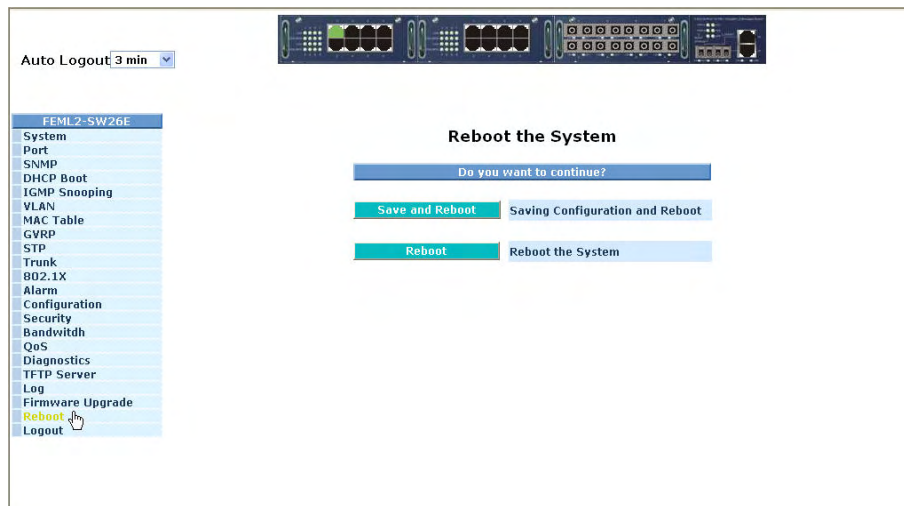 Auto Logout 3 min
FEML2-SW26E
System
Port
SNMP
DHCP Boot
IGMP Snooping
VLAN
MAC Table
GVRP
STP
Trunk
802.1X
Alarm
Configuration
Security
Bandwitdh
QoS
Diagnostics
TFTP Server
Log
Firmware Upgrade
Reboot
Logout
Reboot the System
Do you want to continue?
Save and Reboot Saving Configuration and Reboot
Reboot Reboot the System